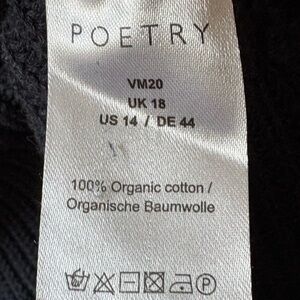 POETRY
VM20
UK 18
US 14 / DE 44
100% Organic cotton /
Organische Baumwolle